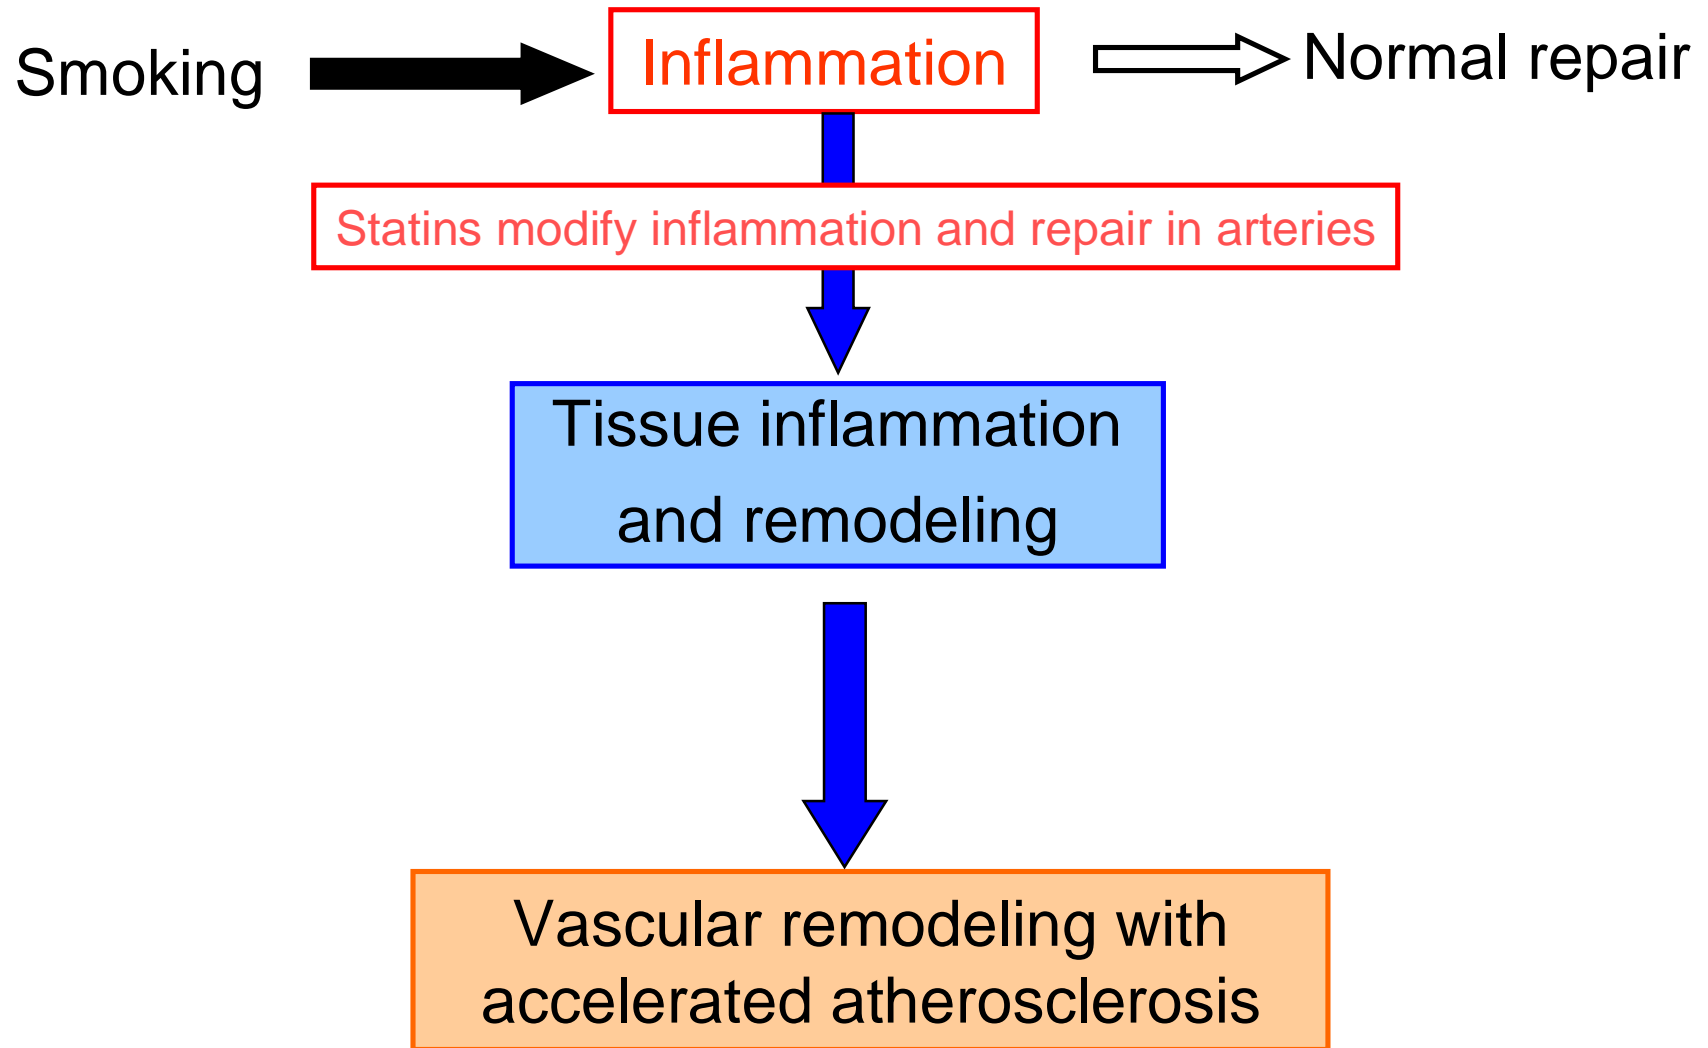 Smoking
Inflammation
Normal repair
Statins modify inflammation and repair in arteries
Tissue inflammation
and remodeling
Vascular remodeling with
accelerated atherosclerosis